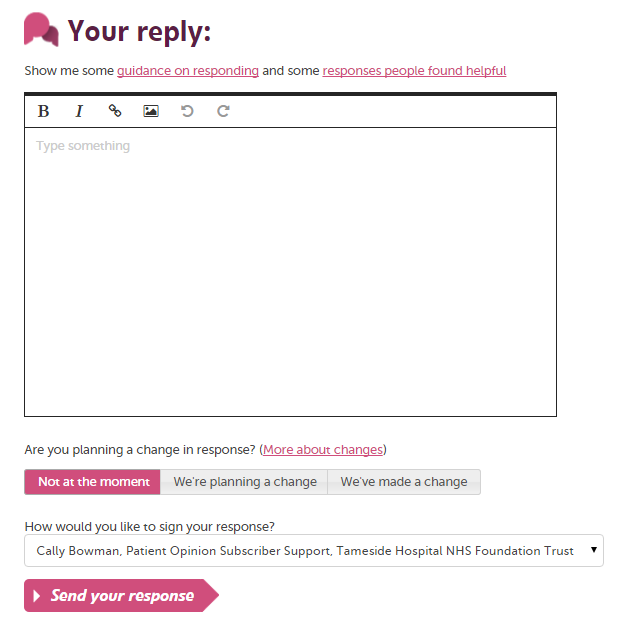 Your reply:
Show me some guidance on responding and some responses people found helpful
B I
Type something
Are you planning a change in response? (More about changes)
Not at the moment We're planning a change We've made a change
How would you like to sign your response?
Cally Bowman, Patient Opinion Subscriber Support, Tameside Hospital NHS Foundation Trust
Send your response